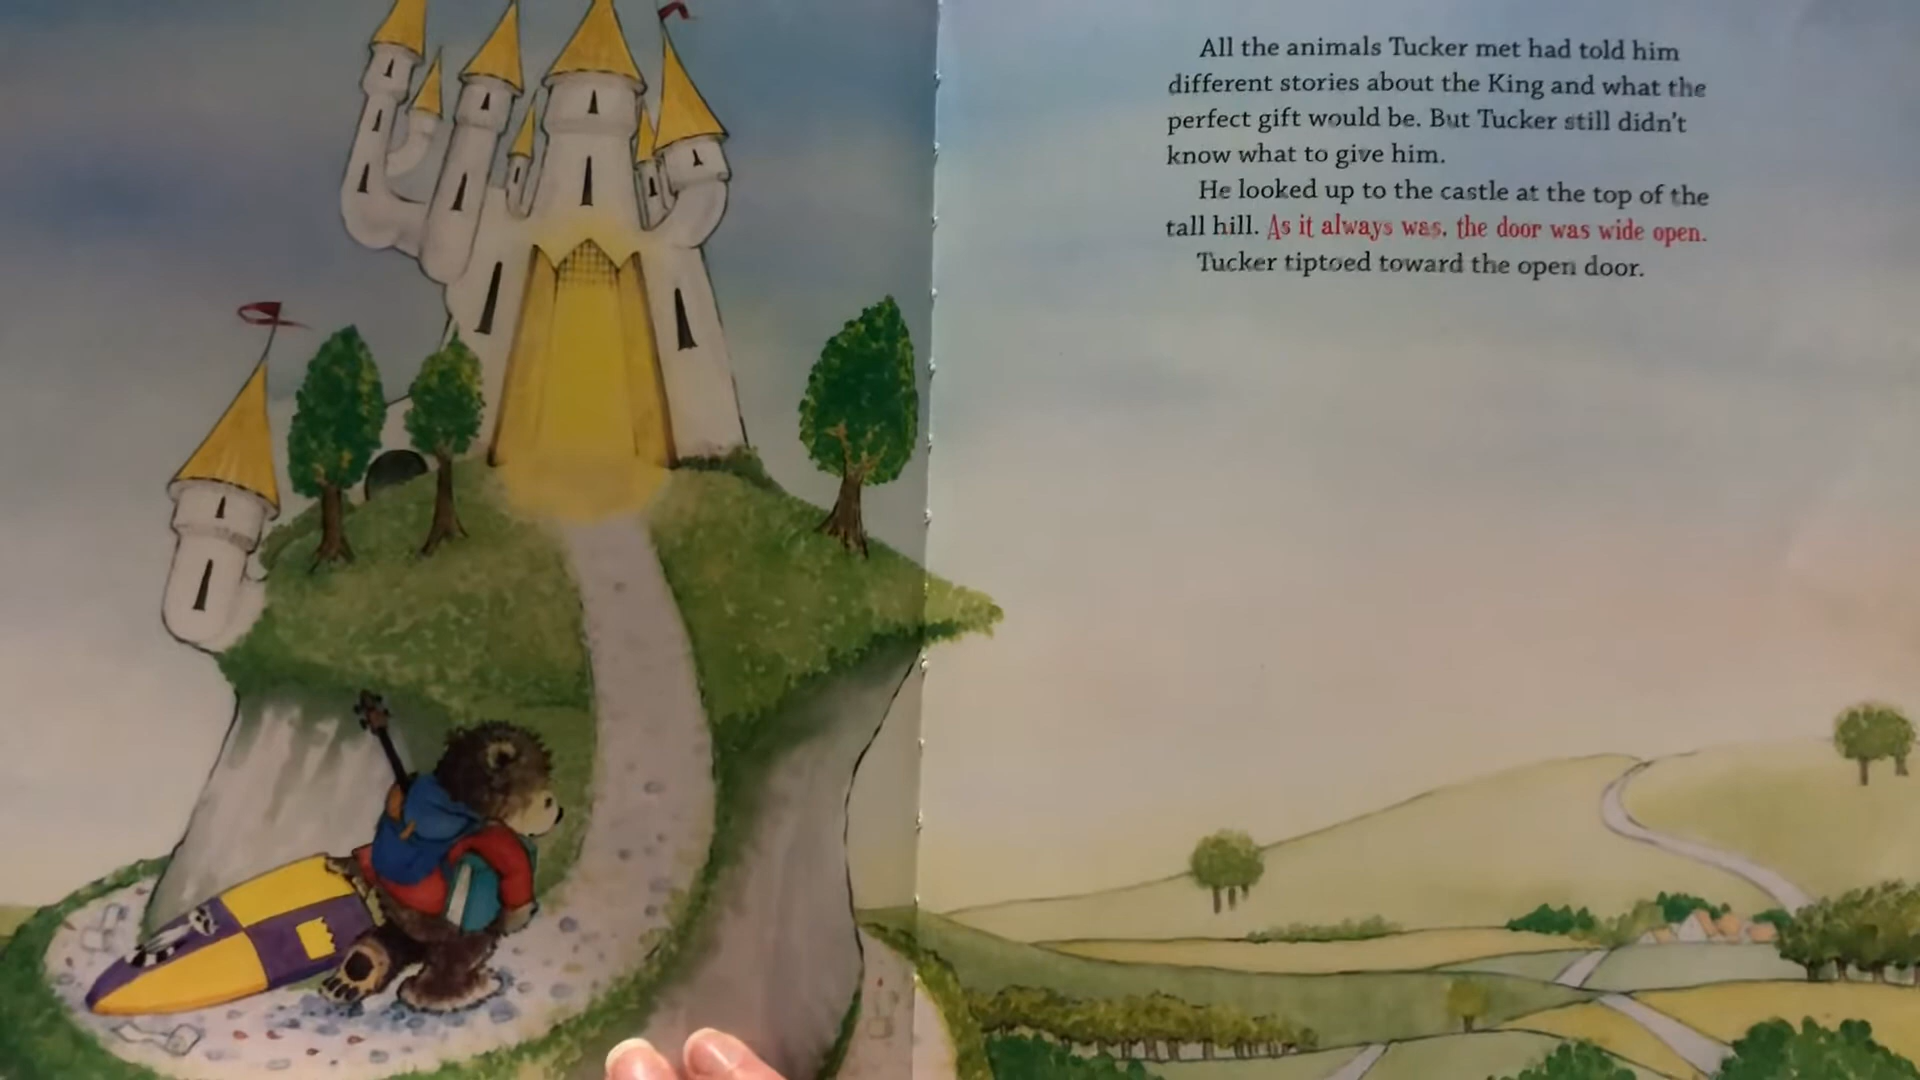 All the animals Tucker met had told him
different stories about the King and what the
perfect gift would be. But Tucker still didn't
know what to give him.
He looked up to the castle at the top of the
tall hill. As it always was, the door was wide open.
Tucker tiptoed toward the open door.